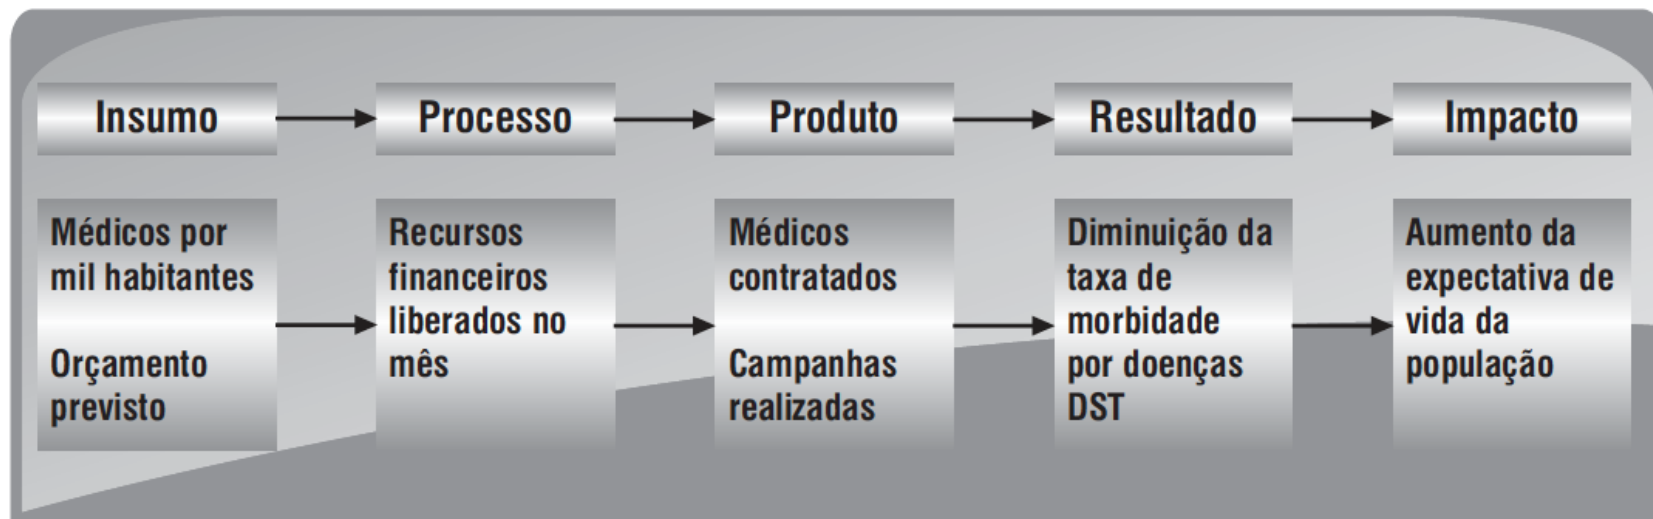 Insumo
Processo
Produto
Resultado
Impacto
Médicos por
mil habitantes
Orçamento
previsto
Recursos
financeiros
liberados no
mês
Médicos
contratados
Campanhas
realizadas
Diminuição da
taxa de
morbidade
por doenças
DST
Aumento da
expectativa de
vida da
população